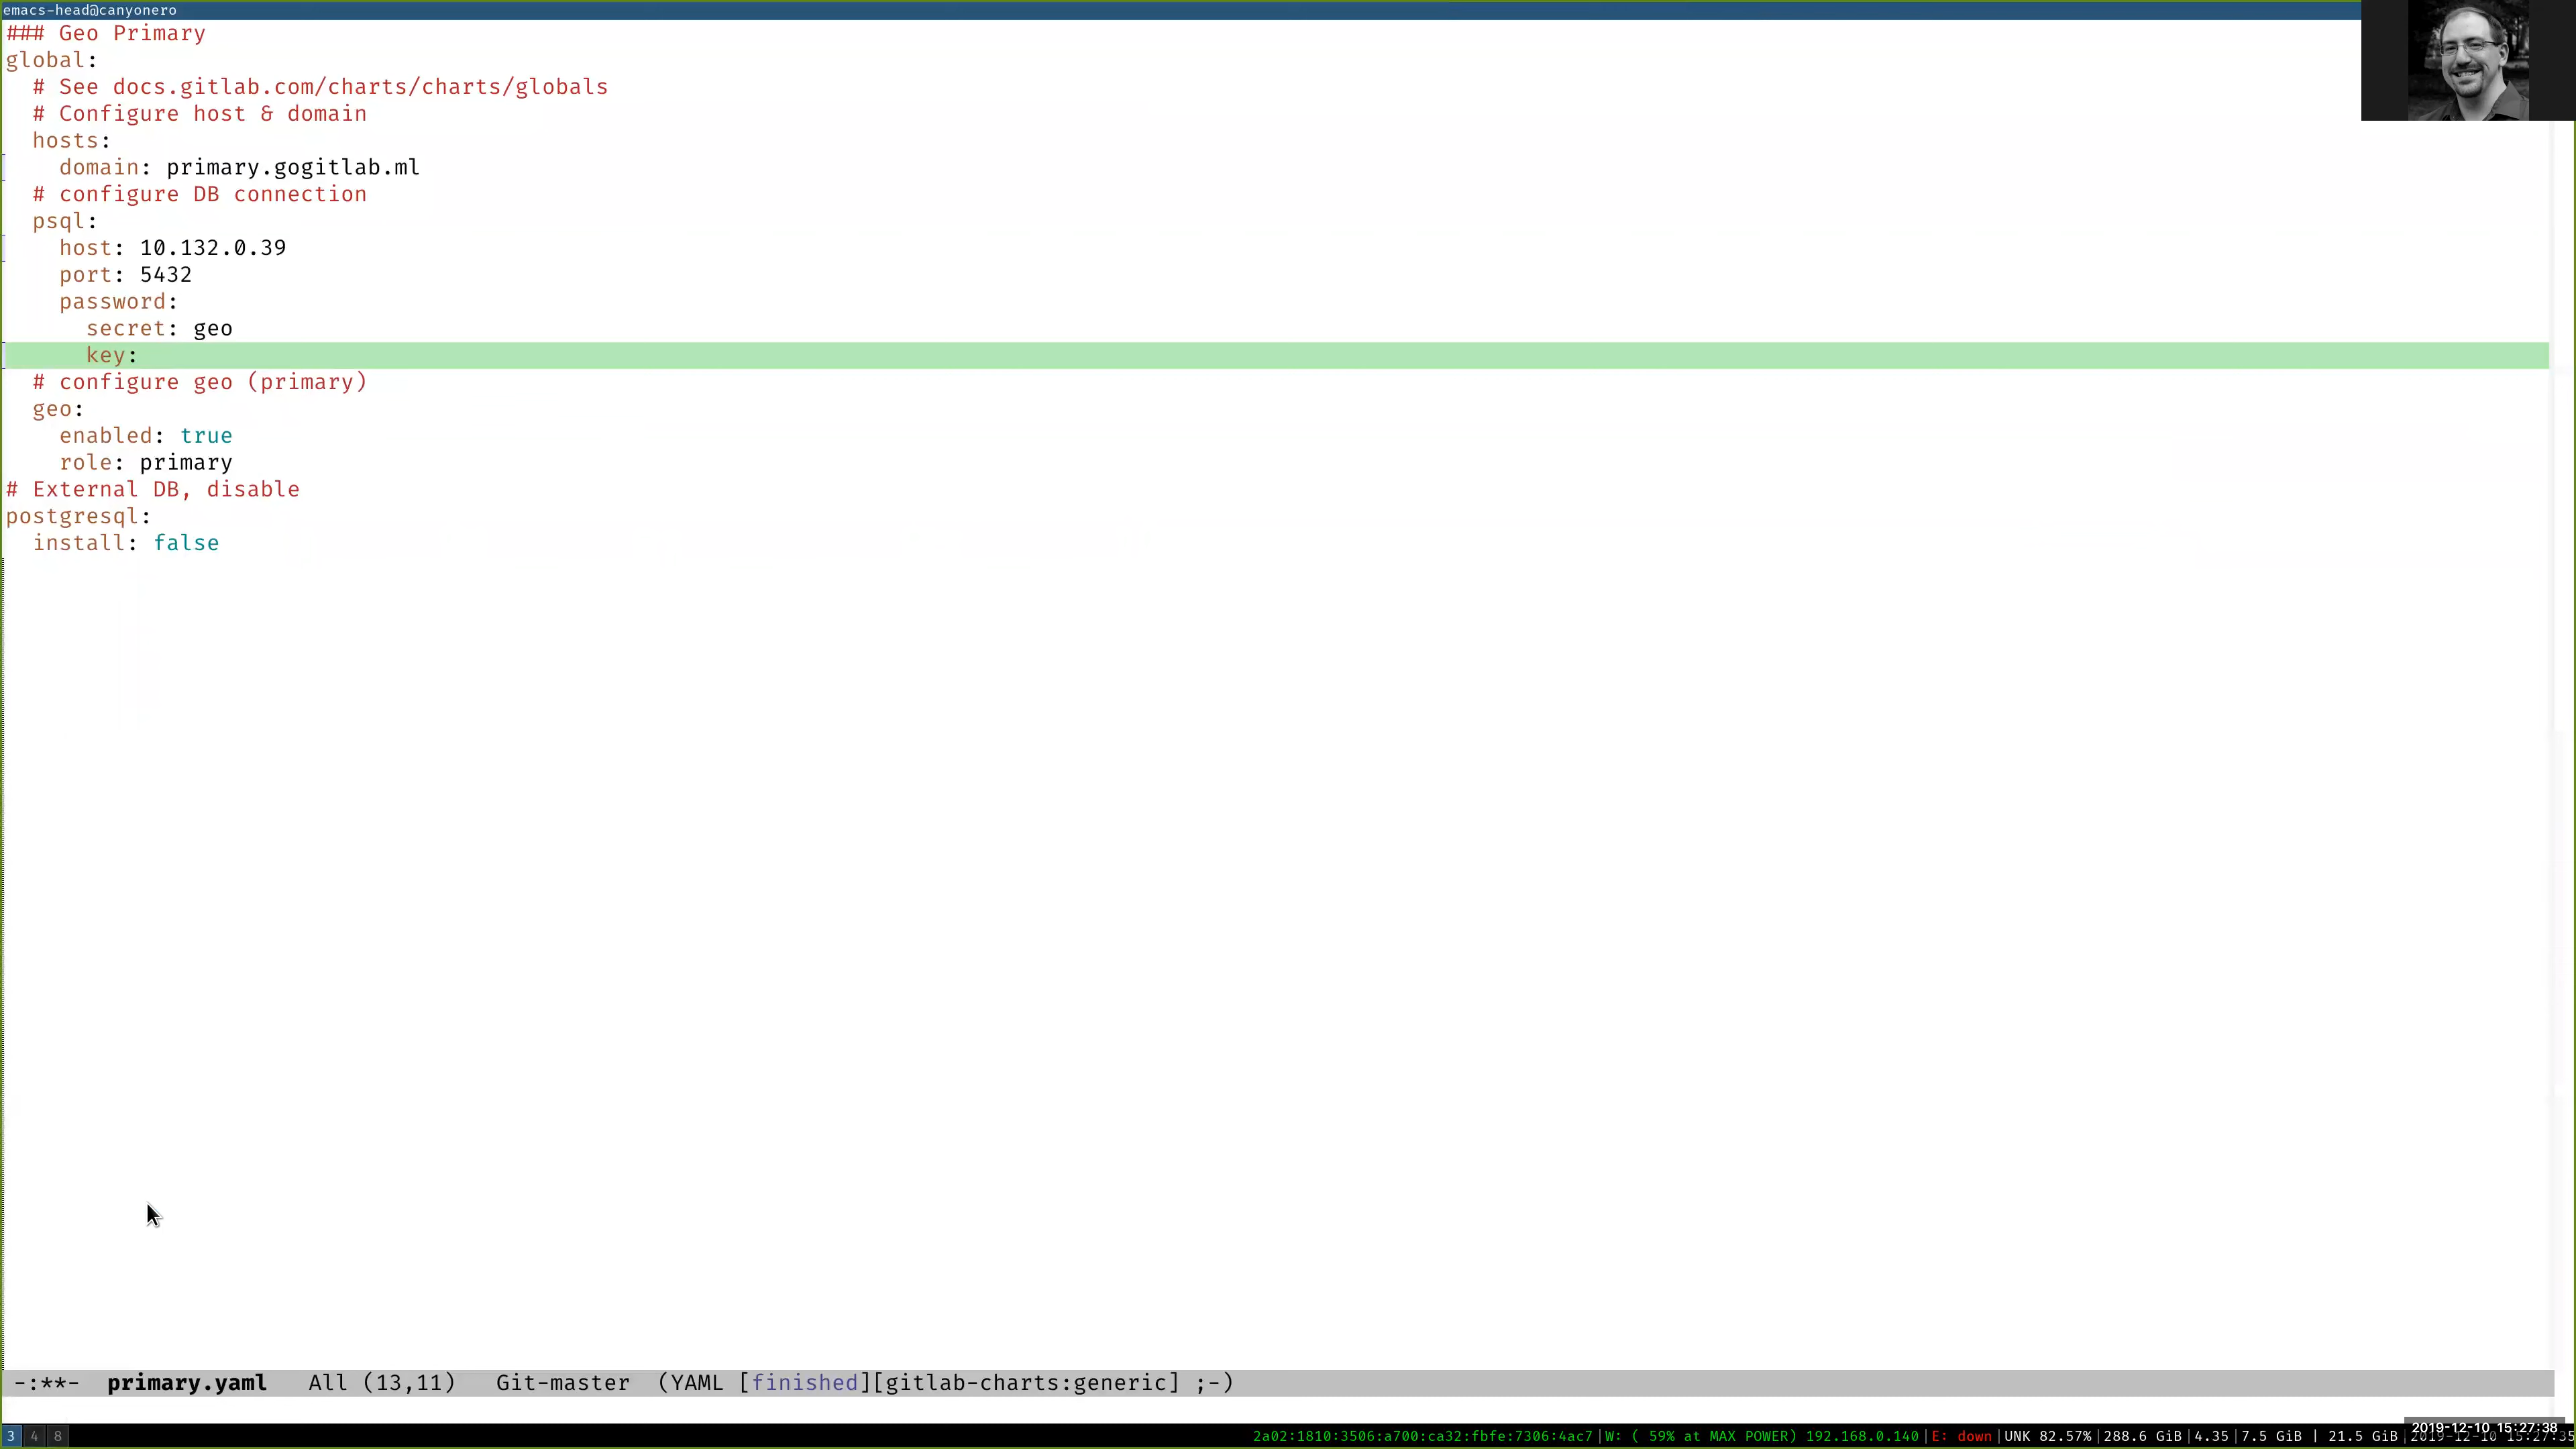 emacs-head@canyonero
### Geo Primary
global:
  # See docs.gitlab.com/charts/charts/globals
  # Configure host & domain
  hosts:
    domain: primary.gogitlab.ml
  # configure DB connection
  psql:
    host: 10.132.0.39
    port: 5432
    password:
      secret: geo
      key:
  # configure geo (primary)
  geo:
    enabled: true
    role: primary
# External DB, disable
postgresql:
  install: false
-:**-  primary.yaml   All (13,11)   Git-master  (YAML [finished][gitlab-charts:generic] ;-)
2019-12-10 15:27:38
3 4 8 2a02:1810:3506:a700:ca32:fbfe:7306:4ac7|W: ( 59% at MAX POWER) 192.168.0.140|E: down|UNK 82.57%|288.6 GiB|4.35|7.5 GiB | 21.5 GiB|